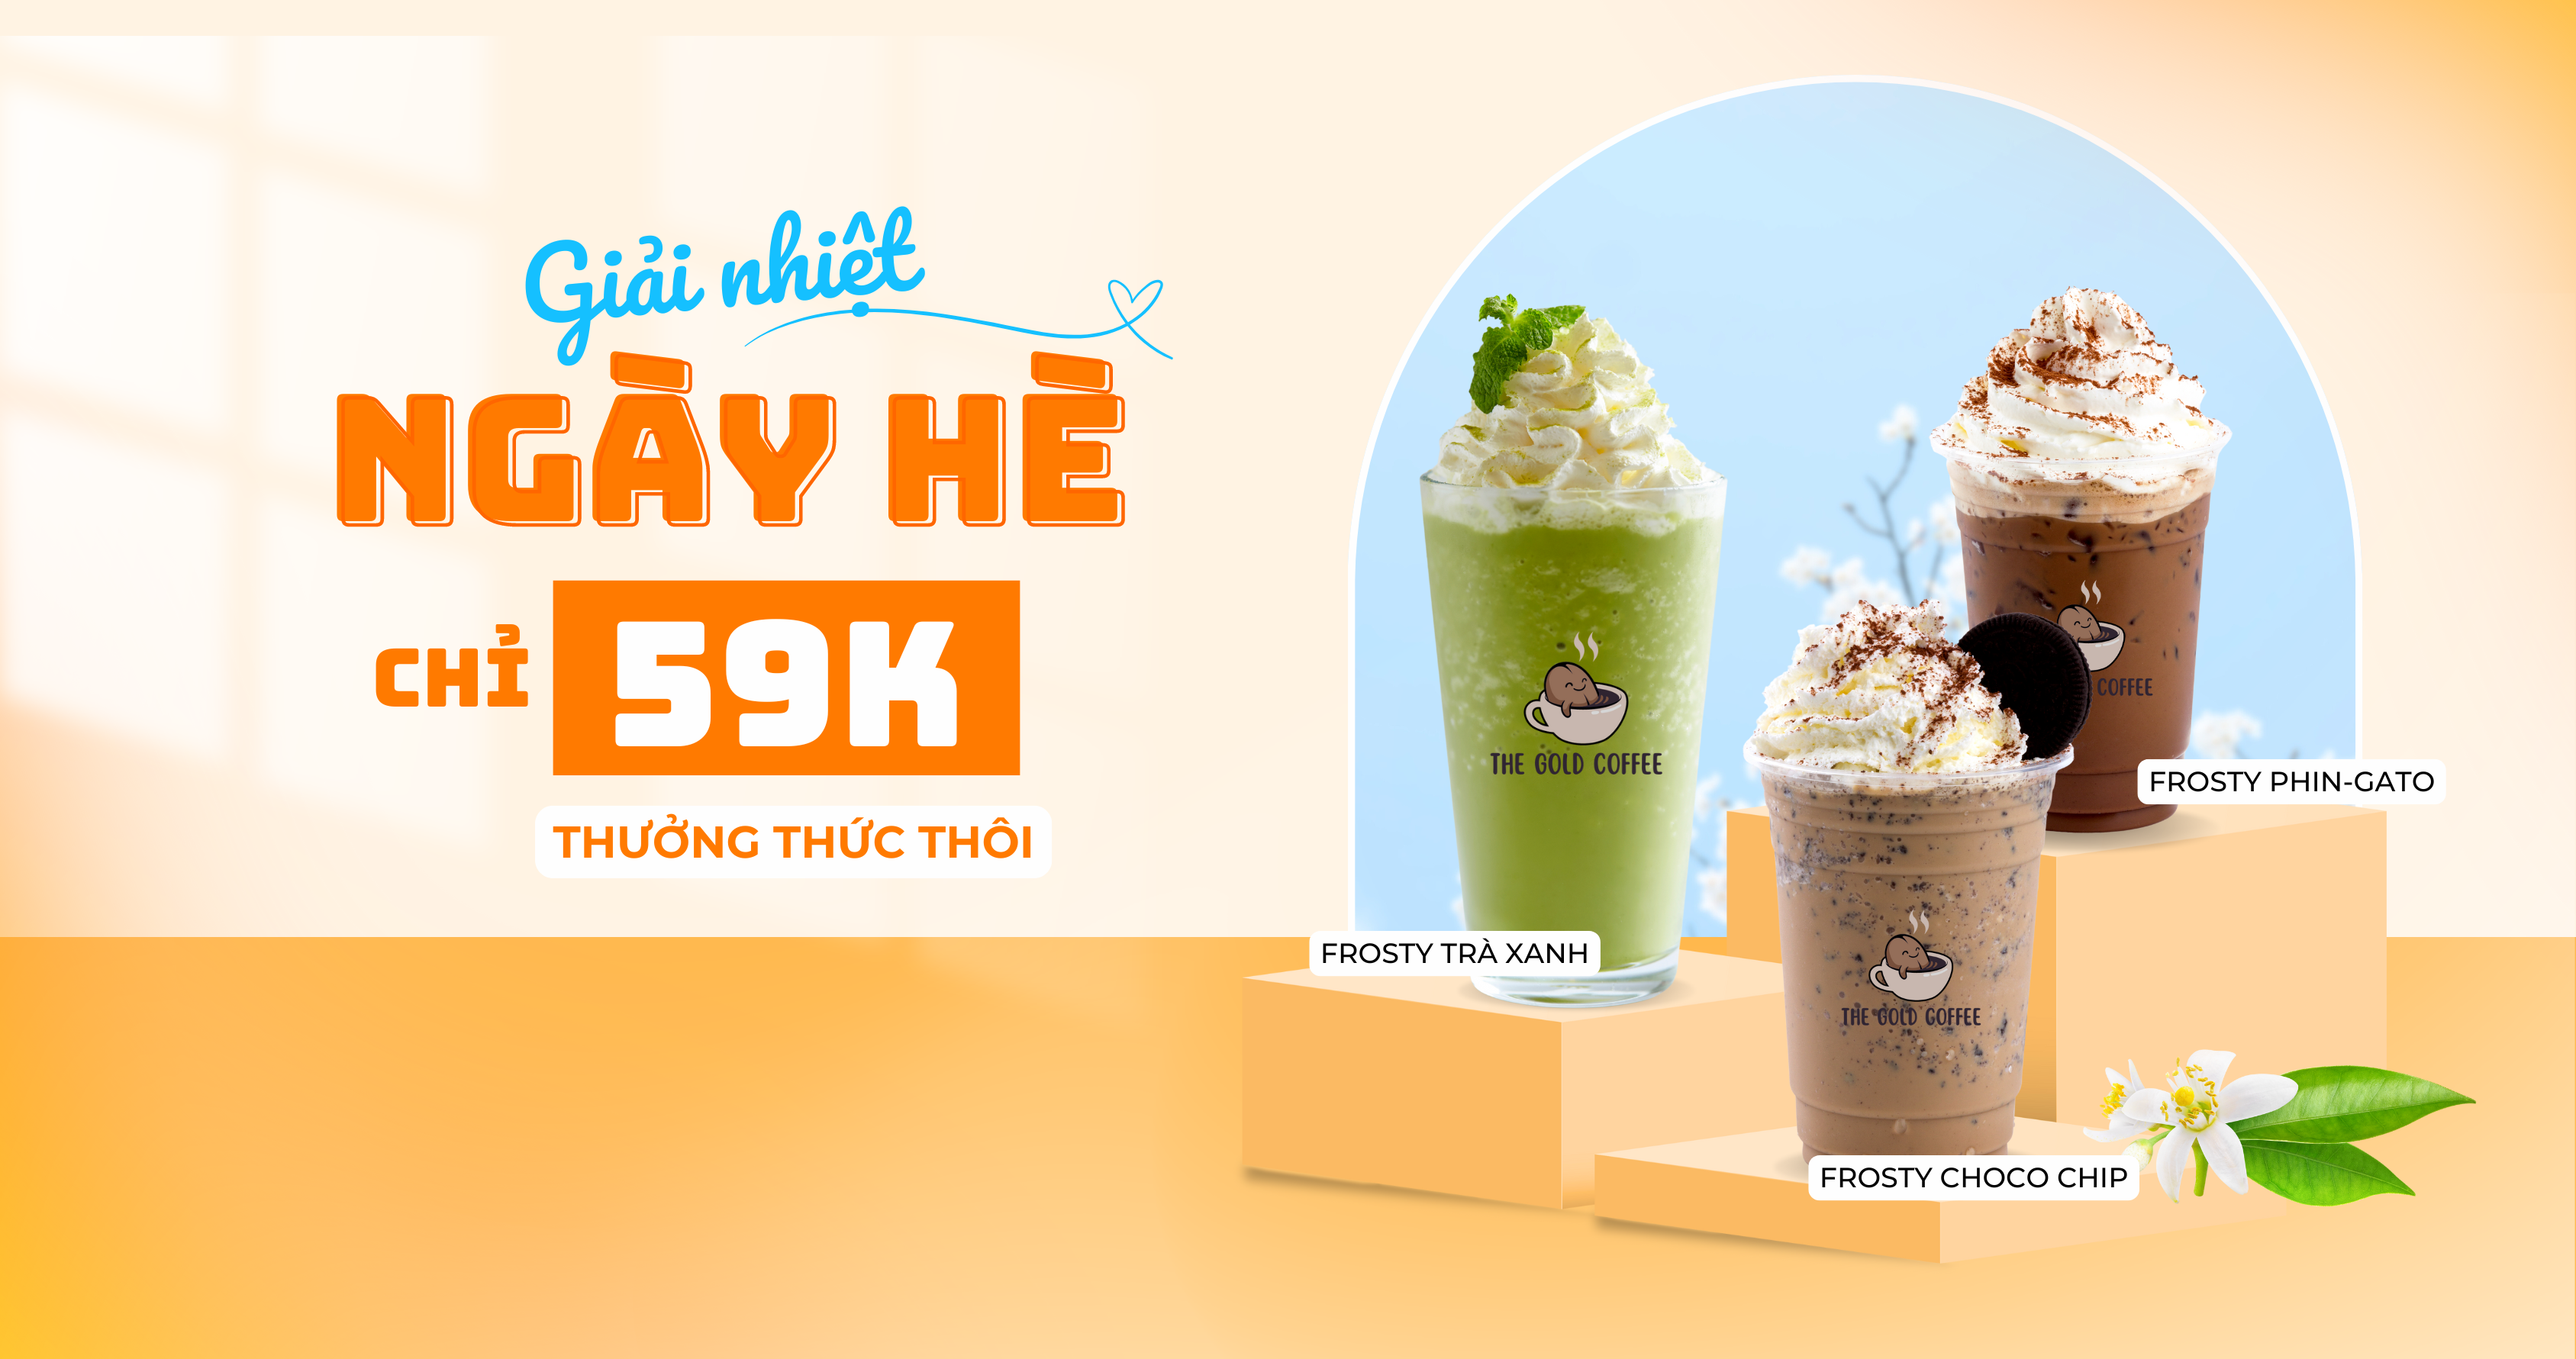 Giải nhiệt
NGÀY HÈ
CHỈ 59K
THƯỞNG THỨC THÔI
THE GOLD COFFEE
FROSTY TRÀ XANH
COFFEE
FROSTY PHIN-GATO
THE GOLD COFFEE
FROSTY CHOCO CHIP